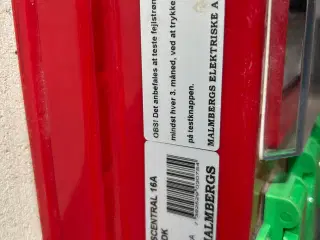 OBS! Det anbefales at teste fejlstrøm
mindst hver 3. måned, ved at trykke
på testknappen.
MALMBERGS ELEKTRISKE A
SCENTRAL 16A
DK
MALMBERGS